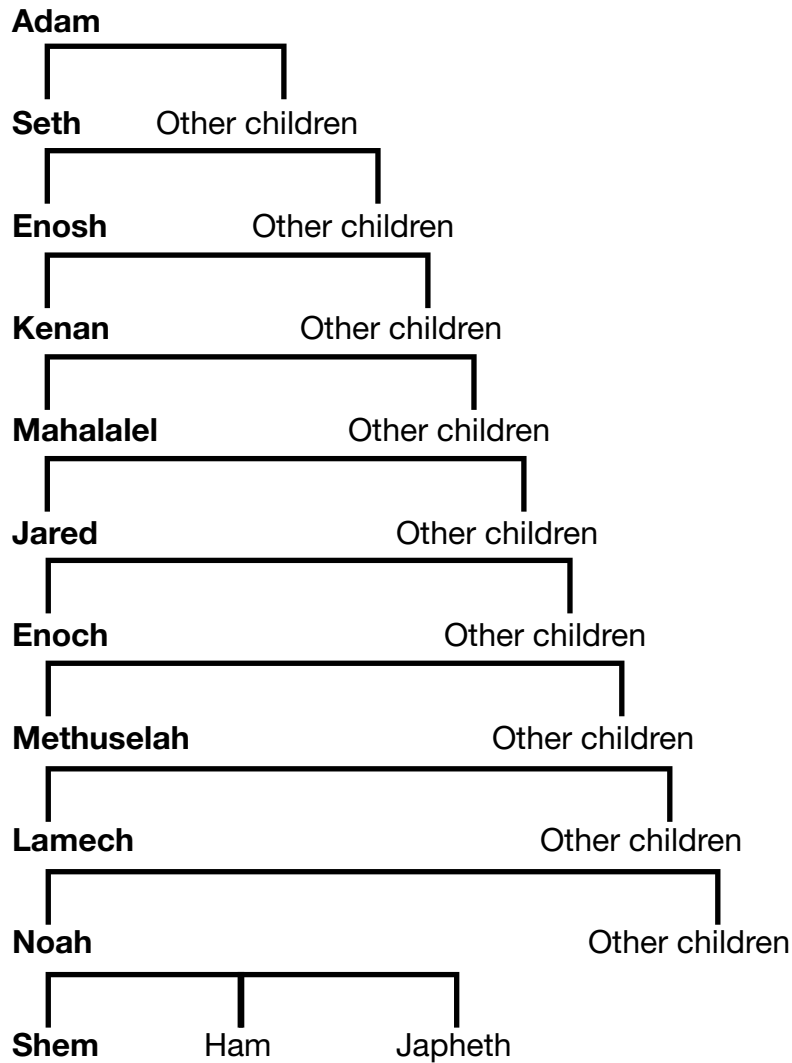 Adam
Seth Other children
Enosh Other children
Kenan Other children
Mahalalel Other children
Jared Other children
Enoch Other children
Methuselah Other children
Lamech Other children
Noah Other children
Shem Ham Japheth